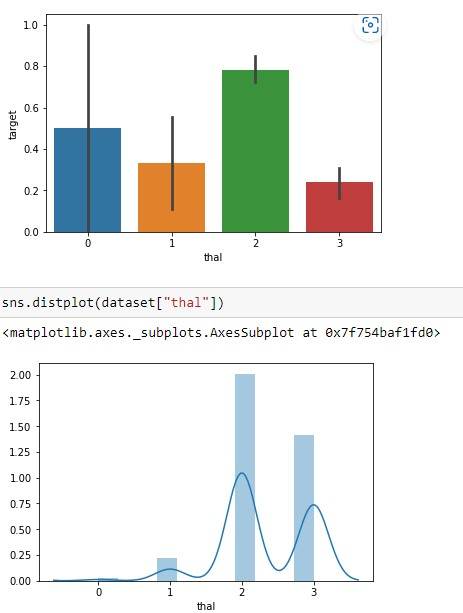 1.0
0.8
0.6
0.4
0.2
0.0
target
0 1 2 3
thal
sns.distplot(dataset["thal"])
<matplotlib.axes._subplots.AxesSubplot at 0x7f754baf1fd0>
2.00
1.75
1.50
1.25
1.00
0.75
0.50
0.25
0.00
0 1 2 3
thal